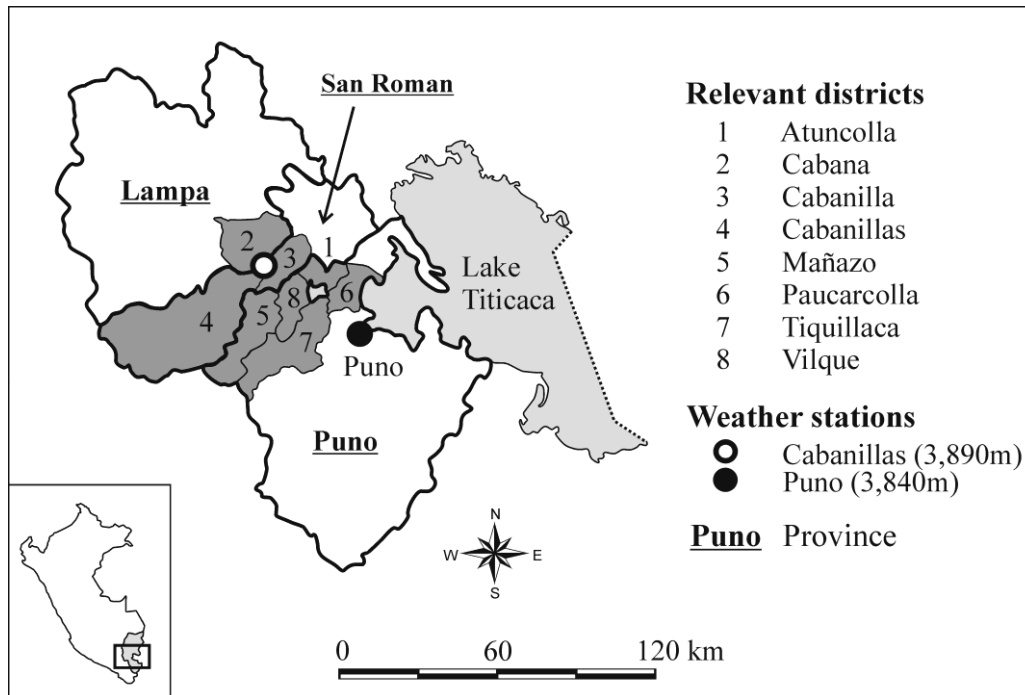 San Roman
Lampa
2
3
1
4
5
8
6
7
Lake
Titicaca
Puno
Puno
Relevant districts
1 Atuncolla
2 Cabana
3 Cabanilla
4 Cabanillas
5 Mañazo
6 Paucarcolla
7 Tiquillaca
8 Vilque
Weather stations
Cabanillas (3,890m)
Puno (3,840m)
Puno Province
N
W E
S
0 60 120 km